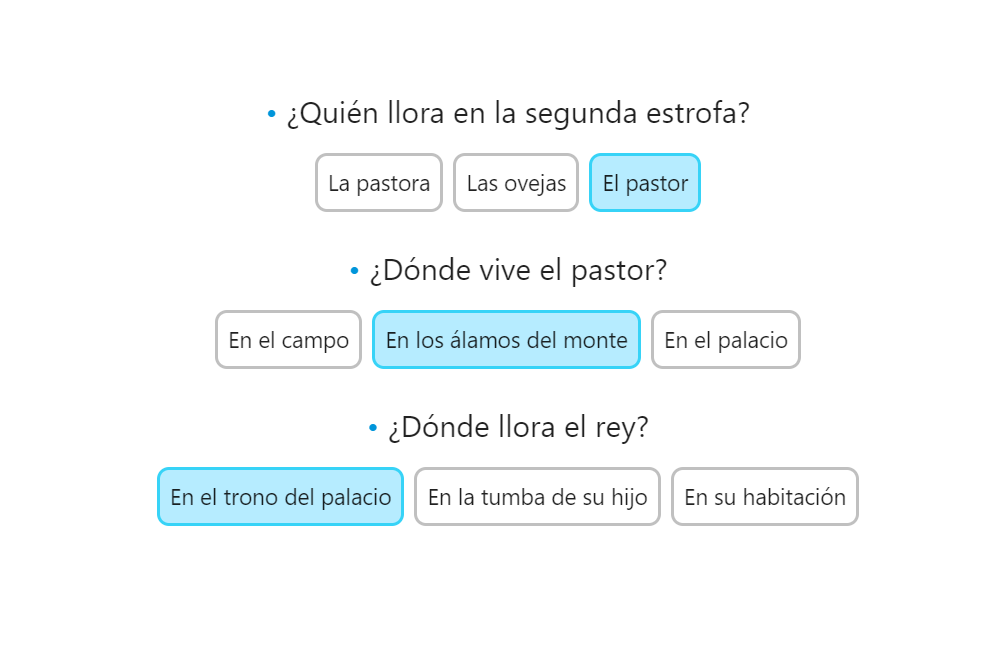 • ¿Quién llora en la segunda estrofa?
La pastora Las ovejas El pastor
• ¿Dónde vive el pastor?
En el campo En los álamos del monte En el palacio
• ¿Dónde llora el rey?
En el trono del palacio En la tumba de su hijo En su habitación